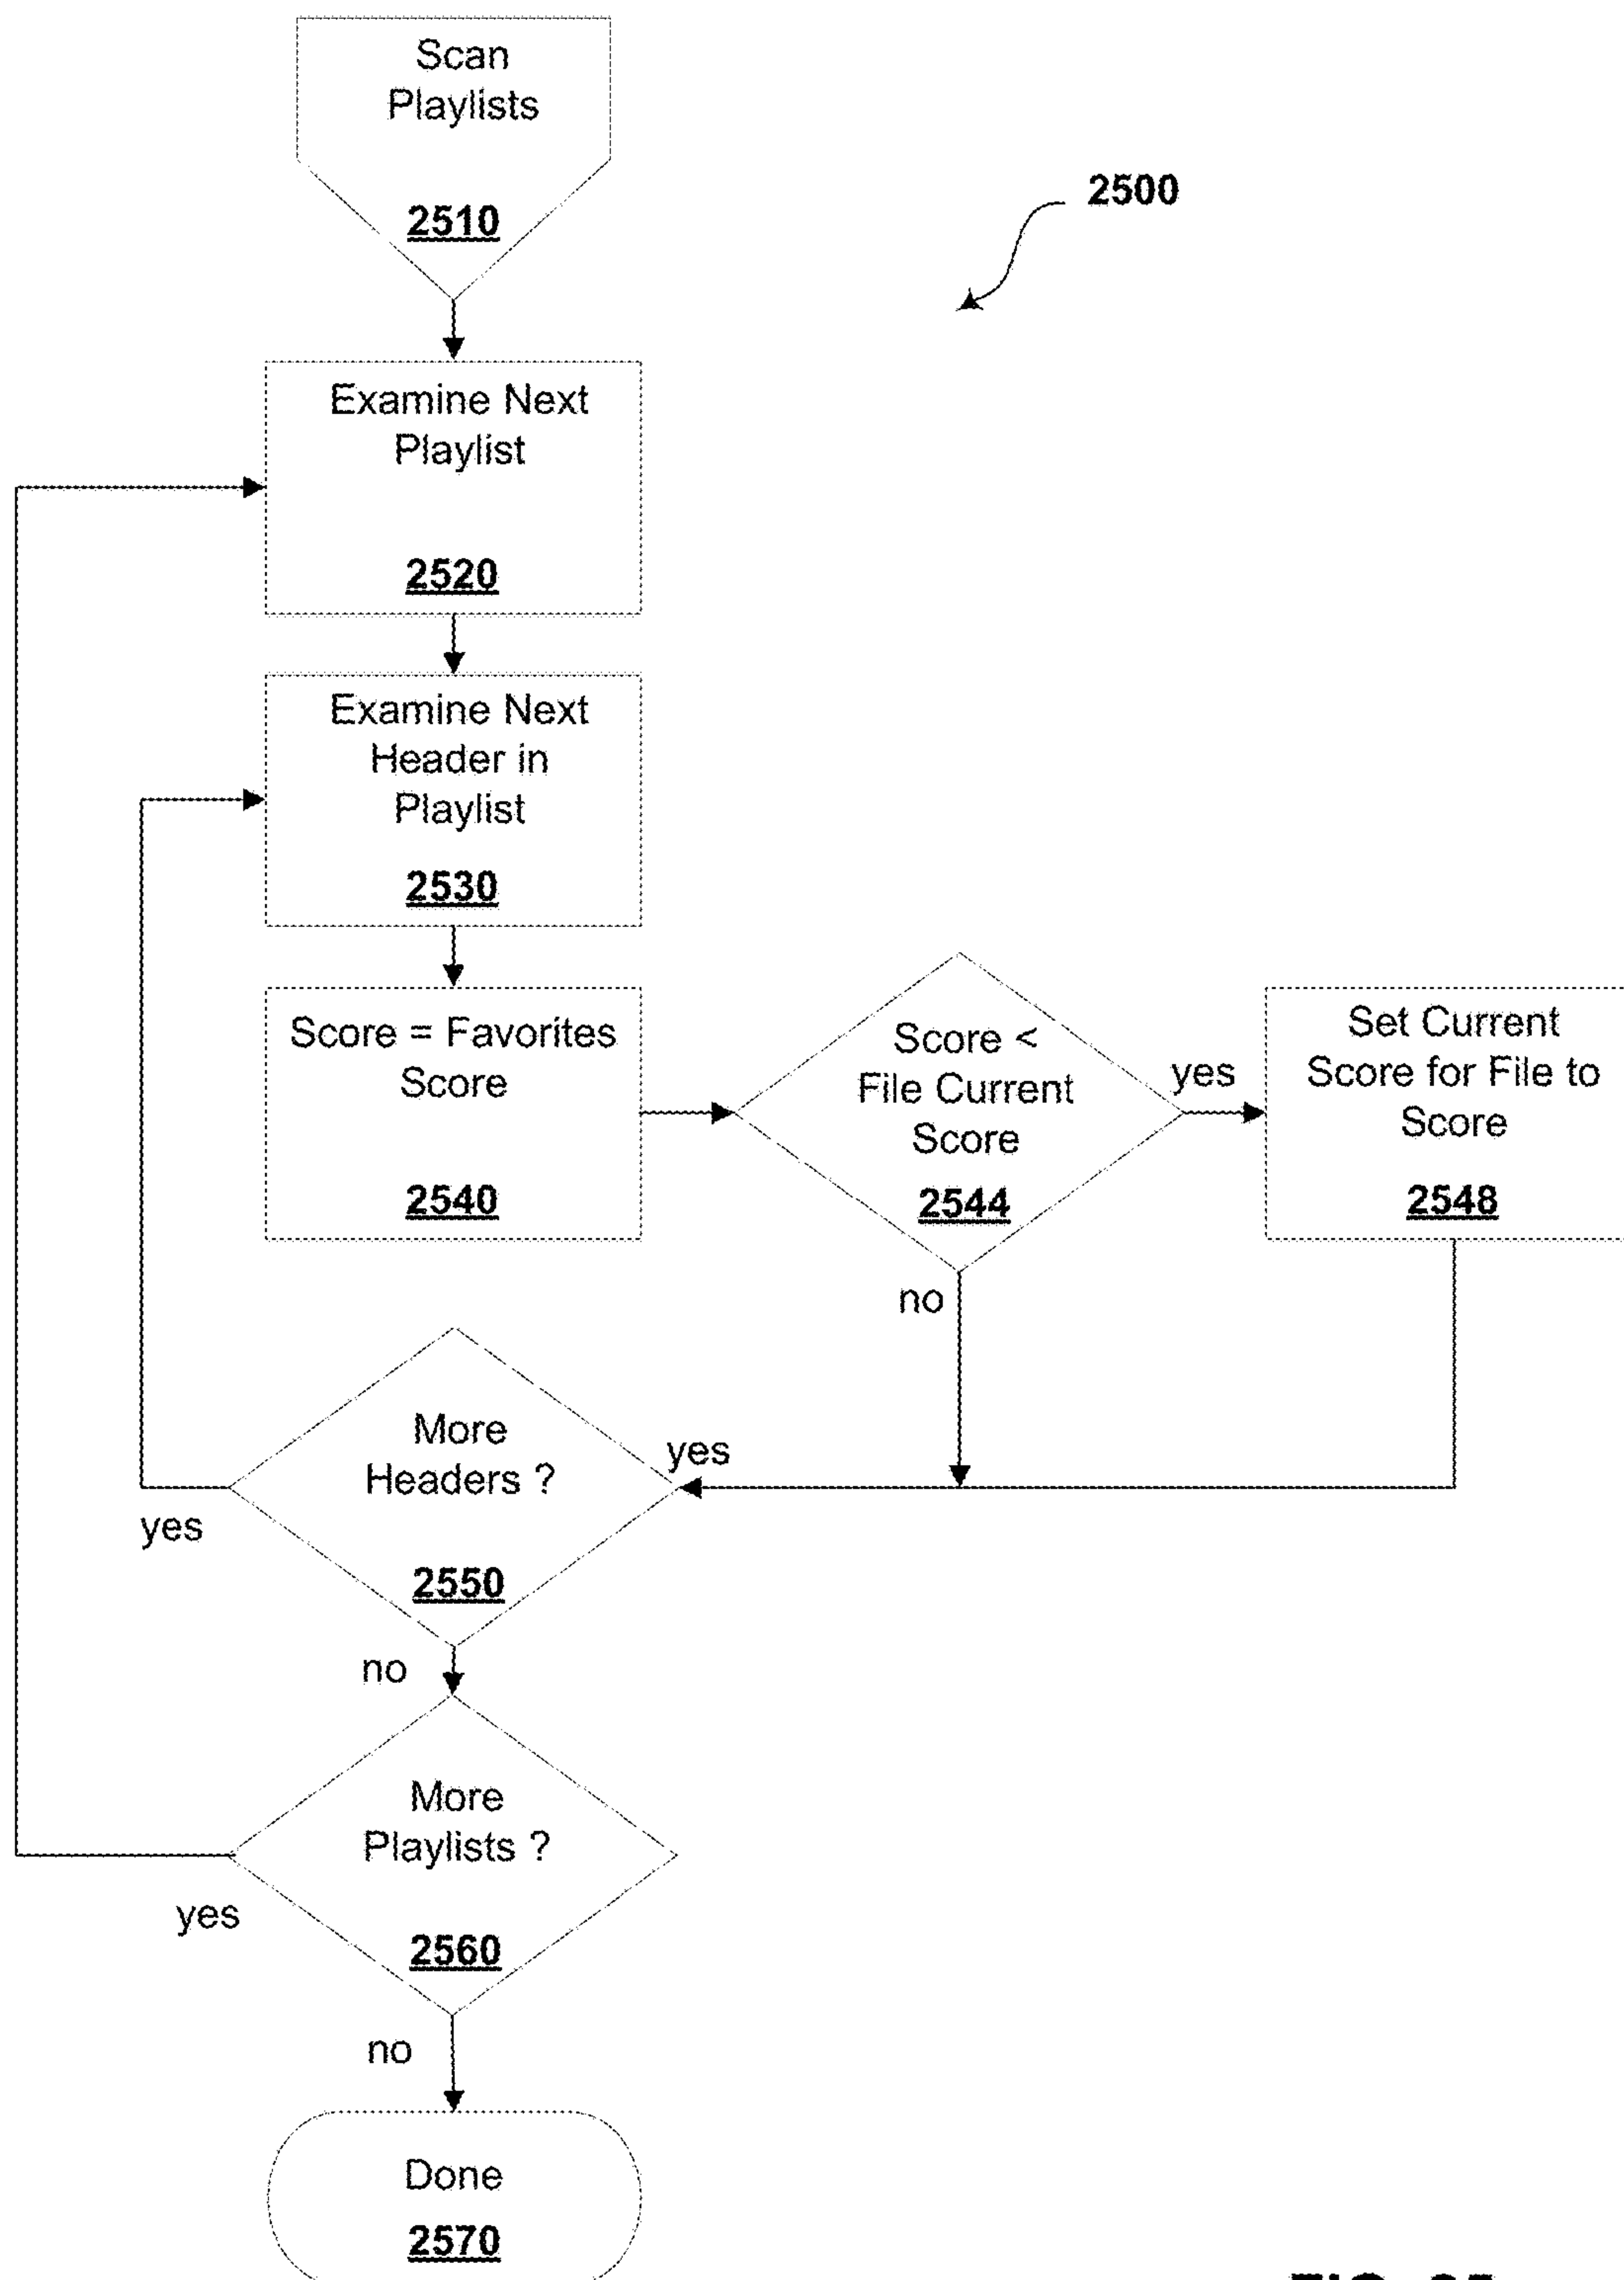 Scan
Playlists
2510
2500
Examine Next
Playlist
2520
Examine Next
Header in
Playlist
2530
Score = Favorites
Score
2540
Score <
File Current
Score
2544
yes
Set Current
Score for File to
Score
2548
no
More
Headers ?
2550
yes
yes
no
More
Playlists ?
2560
yes
no
Done
2570